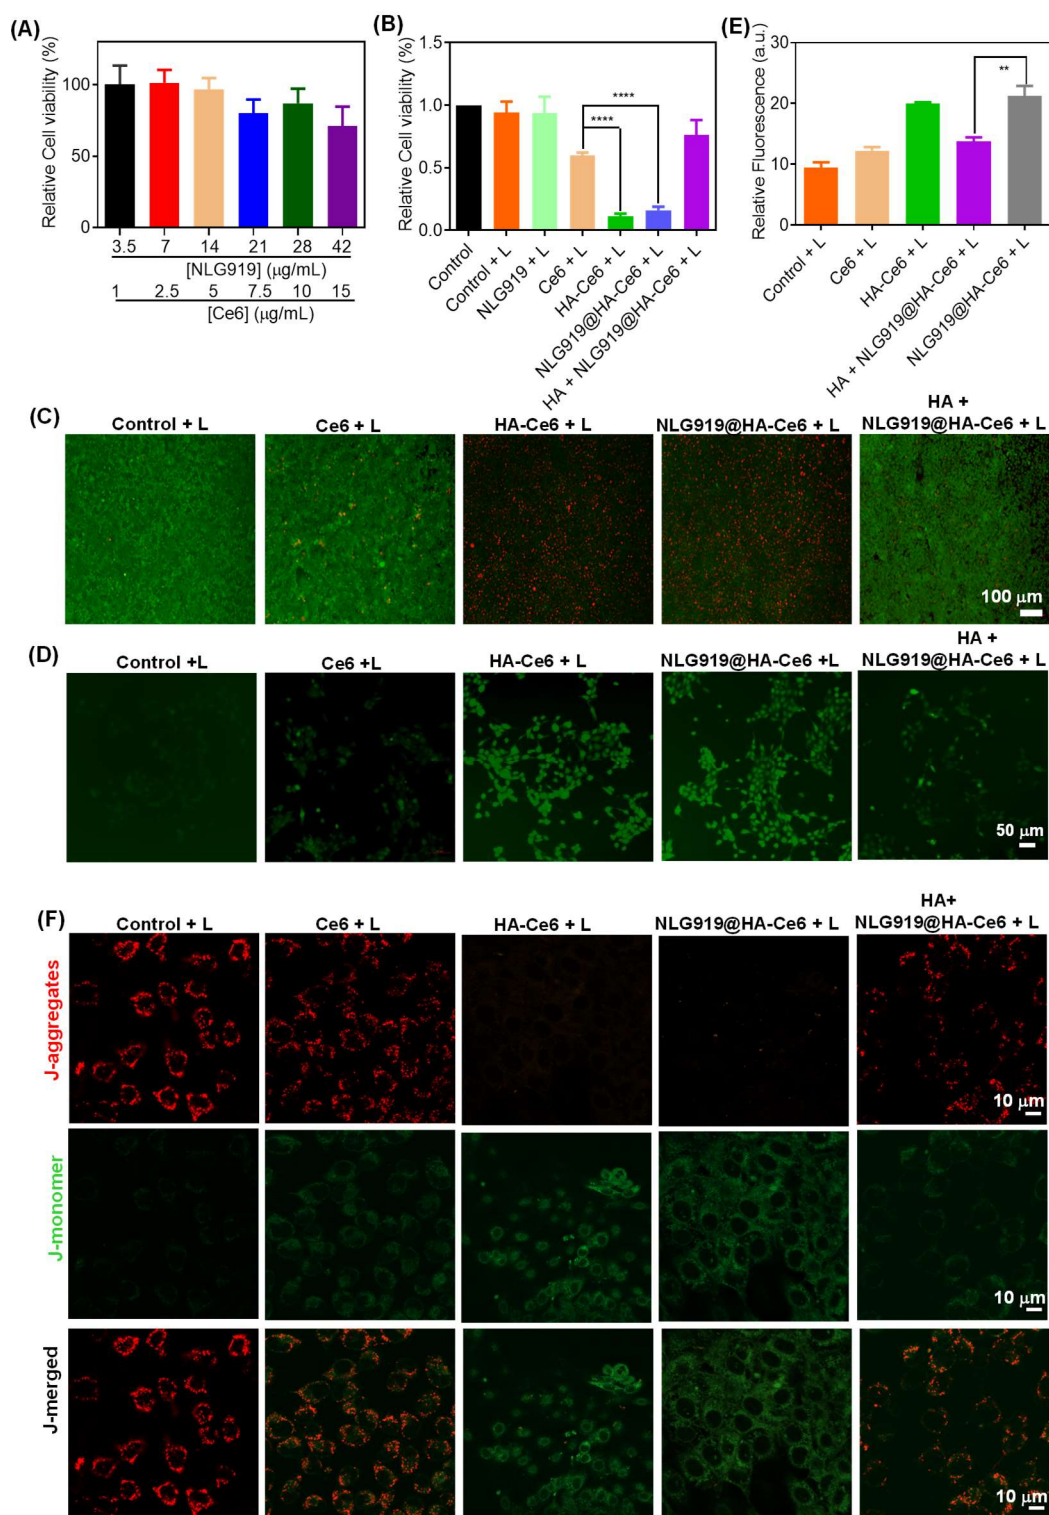 (A)
Relative Cell viability (%)
100
50
0
3.5 7 14 21 28 42
[NLG919] (μg/mL)
1 2.5 5 7.5 10 15
[Ce6] (μg/mL)
(B)
Relative Cell viability (%)
1.5
1.0
0.5
0.0
****
****
Control
Control + L
NLG919 + L
Ce6 + L
HA-Ce6 + L
NLG919@HA-Ce6 + L
HA + NLG919@HA-Ce6 + L
(E)
Relative Fluorescence (a.u.)
30
20
10
0
**
Control + L
Ce6 + L
HA-Ce6 + L
HA + NLG919@HA-Ce6 + L
NLG919@HA-Ce6 + L
(C)
Control + L
Ce6 + L
HA-Ce6 + L
NLG919@HA-Ce6 + L
HA +
NLG919@HA-Ce6 + L
100 μm
(D)
Control +L
Ce6 +L
HA-Ce6 + L
NLG919@HA-Ce6 +L
HA +
NLG919@HA-Ce6 + L
50 μm
(F)
Control + L
Ce6 + L
HA-Ce6 + L
NLG919@HA-Ce6 + L
HA+
NLG919@HA-Ce6 + L
J-aggregates
10 μm
J-monomer
10 μm
J-merged
10 μm